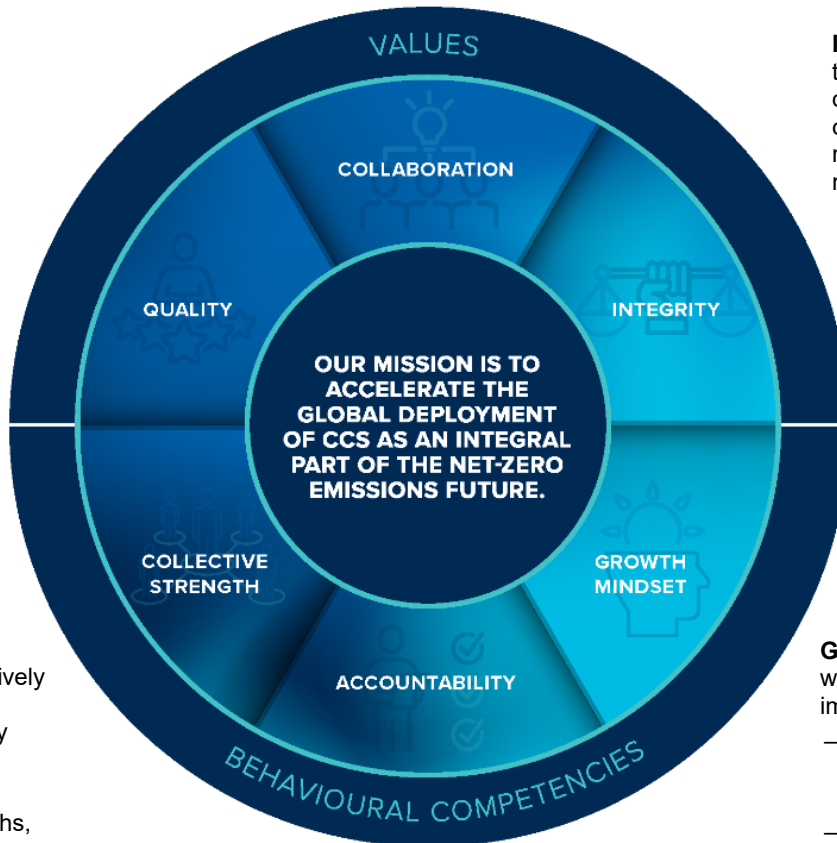 VALUES
COLLABORATION
QUALITY
INTEGRITY
OUR MISSION IS TO
ACCELERATE THE
GLOBAL DEPLOYMENT
OF CCS AS AN INTEGRAL
PART OF THE NET-ZERO
EMISSIONS FUTURE.
COLLECTIVE
STRENGTH
GROWTH
MINDSET
ACCOUNTABILITY
BEHAVIOURAL COMPETENCIES